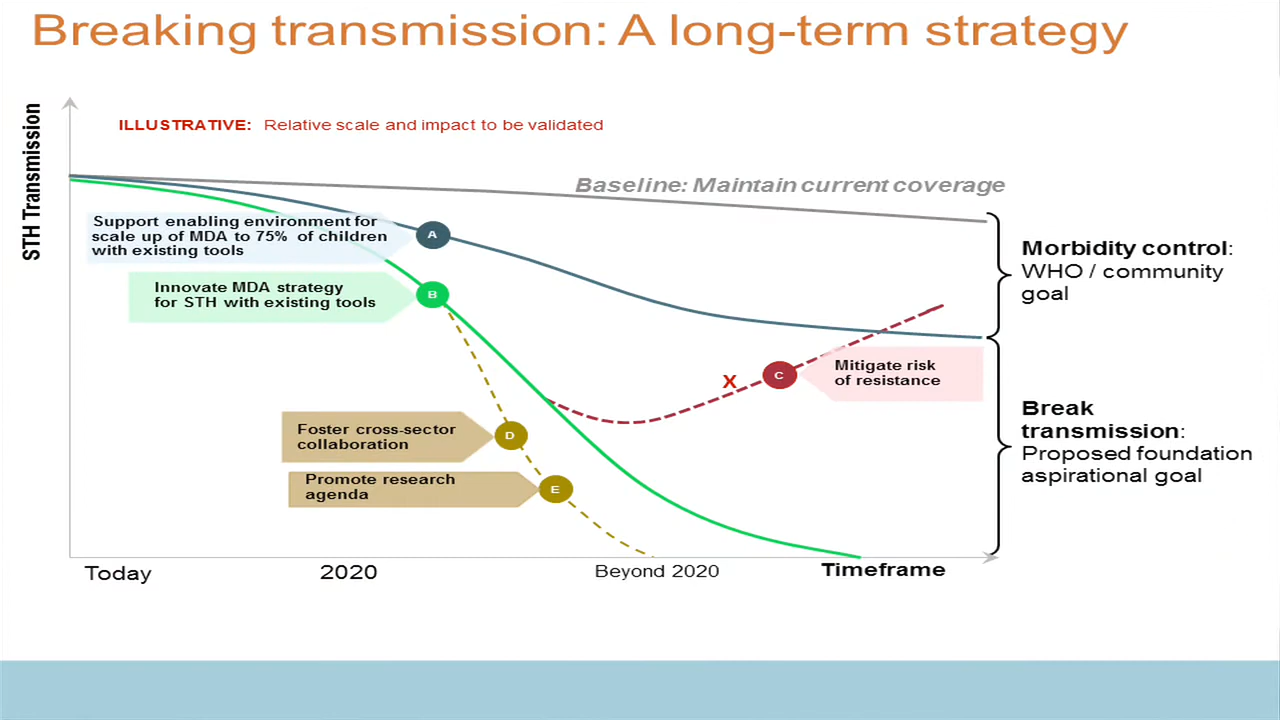 Breaking transmission: A long-term strategy
STH Transmission
ILLUSTRATIVE: Relative scale and impact to be validated
Baseline: Maintain current coverage
Support enabling environment for
scale up of MDA to 75% of children
with existing tools
A
Innovate MDA strategy
for STH with existing tools
B
Morbidity control:
WHO / community
goal
X
C
Mitigate risk
of resistance
Foster cross-sector
collaboration
D
Promote research
agenda
E
Break
transmission:
Proposed foundation
aspirational goal
Today
2020
Beyond 2020
Timeframe